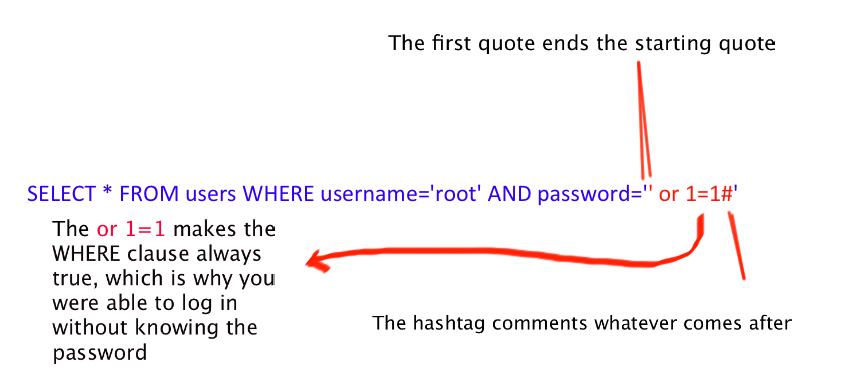 The first quote ends the starting quote
SELECT * FROM users WHERE username='root' AND password='' or 1=1#'
The or 1=1 makes the
WHERE clause always
true, which is why you
were able to log in
without knowing the
password
The hashtag comments whatever comes after